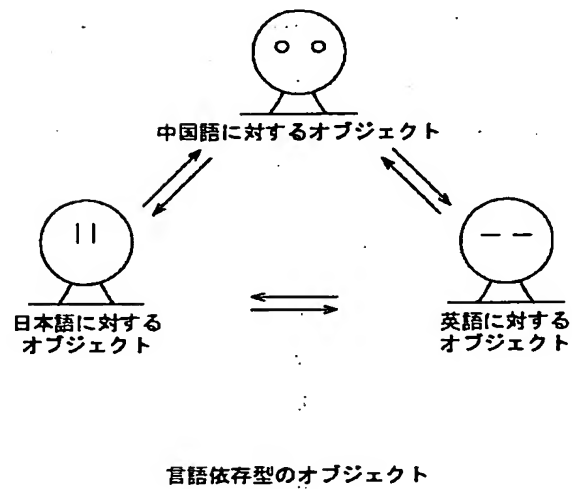 中国語に対するオブジェクト
日本語に対する
オブジェクト
英語に対する
オブジェクト
言語依存型のオブジェクト